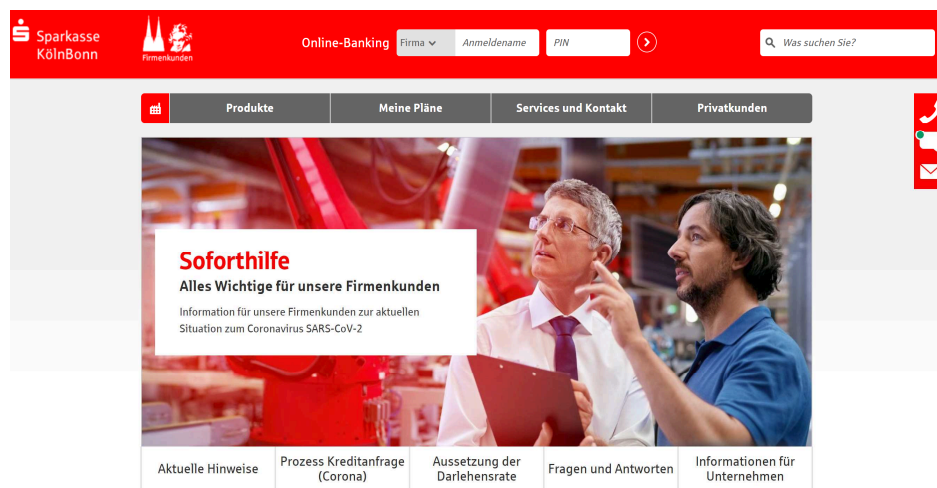 Sparkasse
KölnBonn
Firmenkunden
Online-Banking Firma Anmeldename PIN Was suchen Sie?
Produkte Meine Pläne Services und Kontakt Privatkunden
Soforthilfe
Alles Wichtige für unsere Firmenkunden
Information für unsere Firmenkunden zur aktuellen
Situation zum Coronavirus SARS-CoV-2
Aktuelle Hinweise
Prozess Kreditanfrage
(Corona)
Aussetzung der
Darlehensrate
Fragen und Antworten
Informationen für
Unternehmen